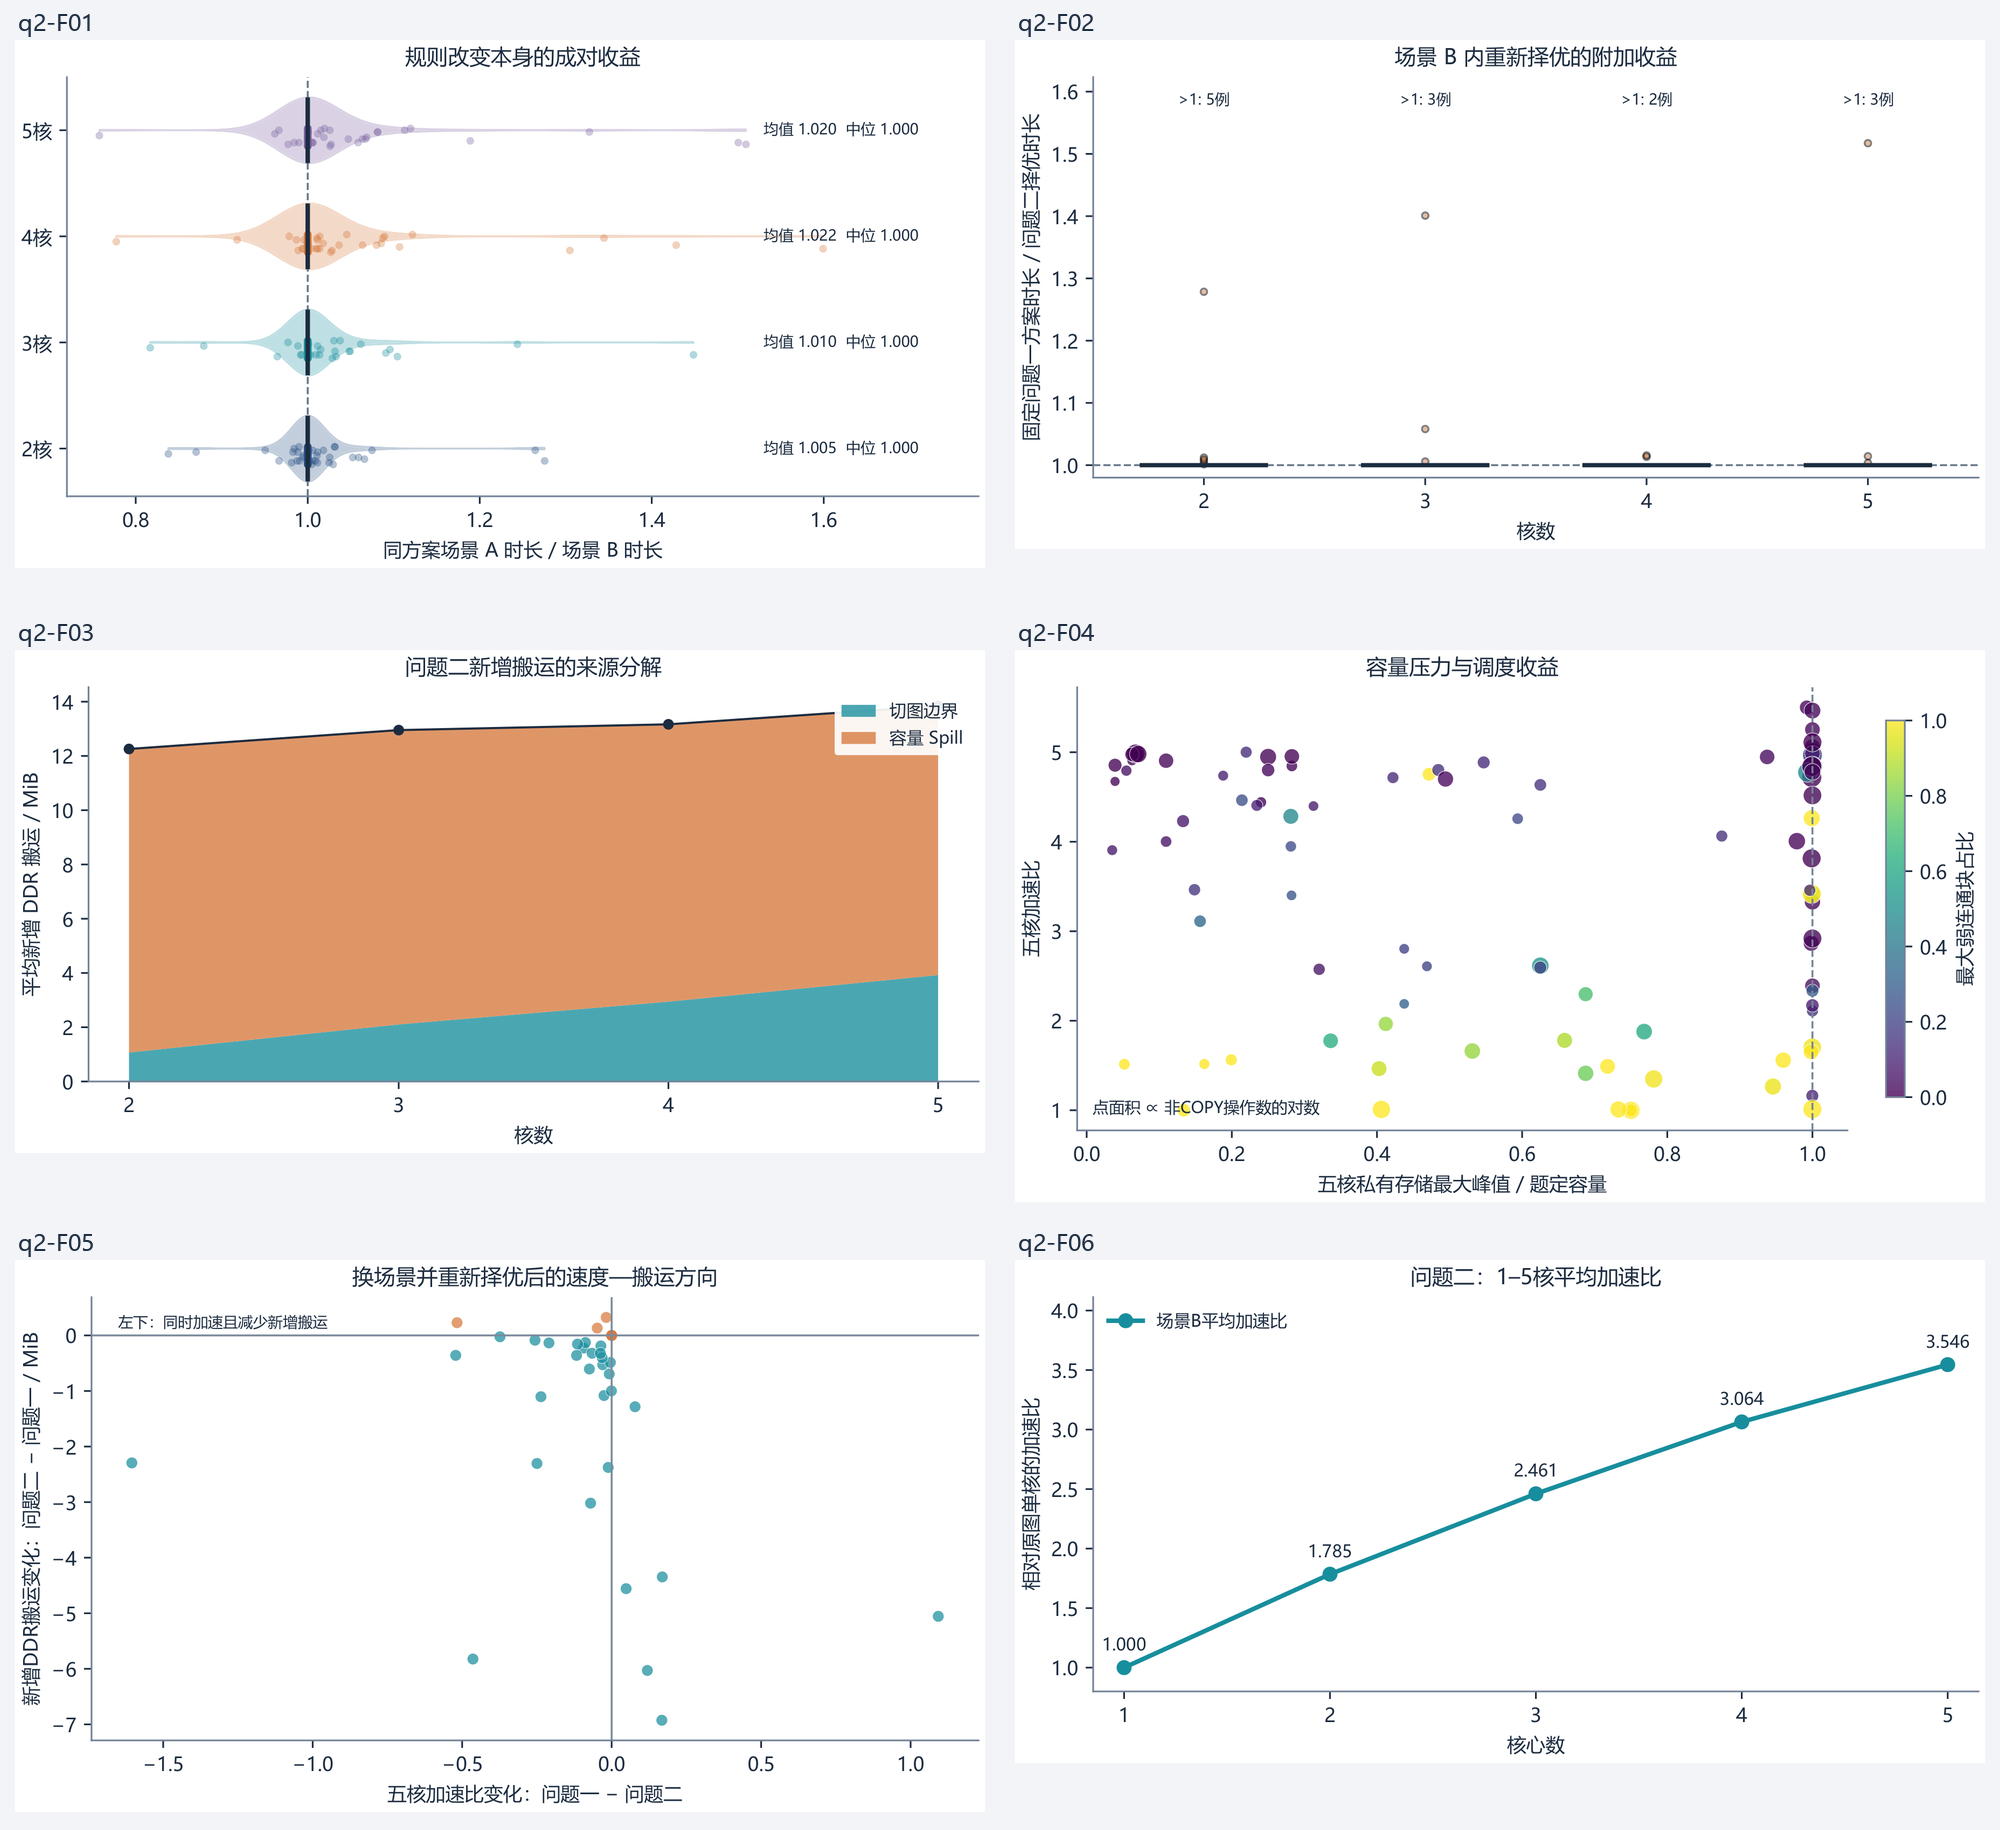 q2-F01
规则改变本身的成对收益
5核
均值 1.020 中位 1.000
4核
均值 1.022 中位 1.000
3核
均值 1.010 中位 1.000
2核
均值 1.005 中位 1.000
0.8 1.0 1.2 1.4 1.6
同方案场景 A 时长 / 场景 B 时长
q2-F02
场景 B 内重新择优的附加收益
固定问题一方案时长 / 问题二择优时长
>1: 5例 >1: 3例 >1: 2例 >1: 3例
1.6
1.5
1.4
1.3
1.2
1.1
1.0
2 3 4 5
核数
q2-F03
问题二新增搬运的来源分解
平均新增 DDR 搬运 / MiB
切图边界
容量 Spill
14
12
10
8
6
4
2
0
2 3 4 5
核数
q2-F04
容量压力与调度收益
五核加速比
5
4
3
2
1
点面积 ∝ 非COPY操作数的对数
0.0 0.2 0.4 0.6 0.8 1.0
五核私有存储最大峰值 / 题定容量
1.0
0.8
0.6
0.4
0.2
0.0
最大弱连通块占比
q2-F05
换场景并重新择优后的速度—搬运方向
新增DDR搬运变化：问题二 − 问题一 / MiB
左下：同时加速且减少新增搬运
0
−1
−2
−3
−4
−5
−6
−7
−1.5 −1.0 −0.5 0.0 0.5 1.0
五核加速比变化：问题一 − 问题二
q2-F06
问题二：1–5核平均加速比
相对原图单核的加速比
场景B平均加速比
4.0
3.5
3.0
2.5
2.0
1.5
1.0
1.000
1.785
2.461
3.064
3.546
1 2 3 4 5
核心数